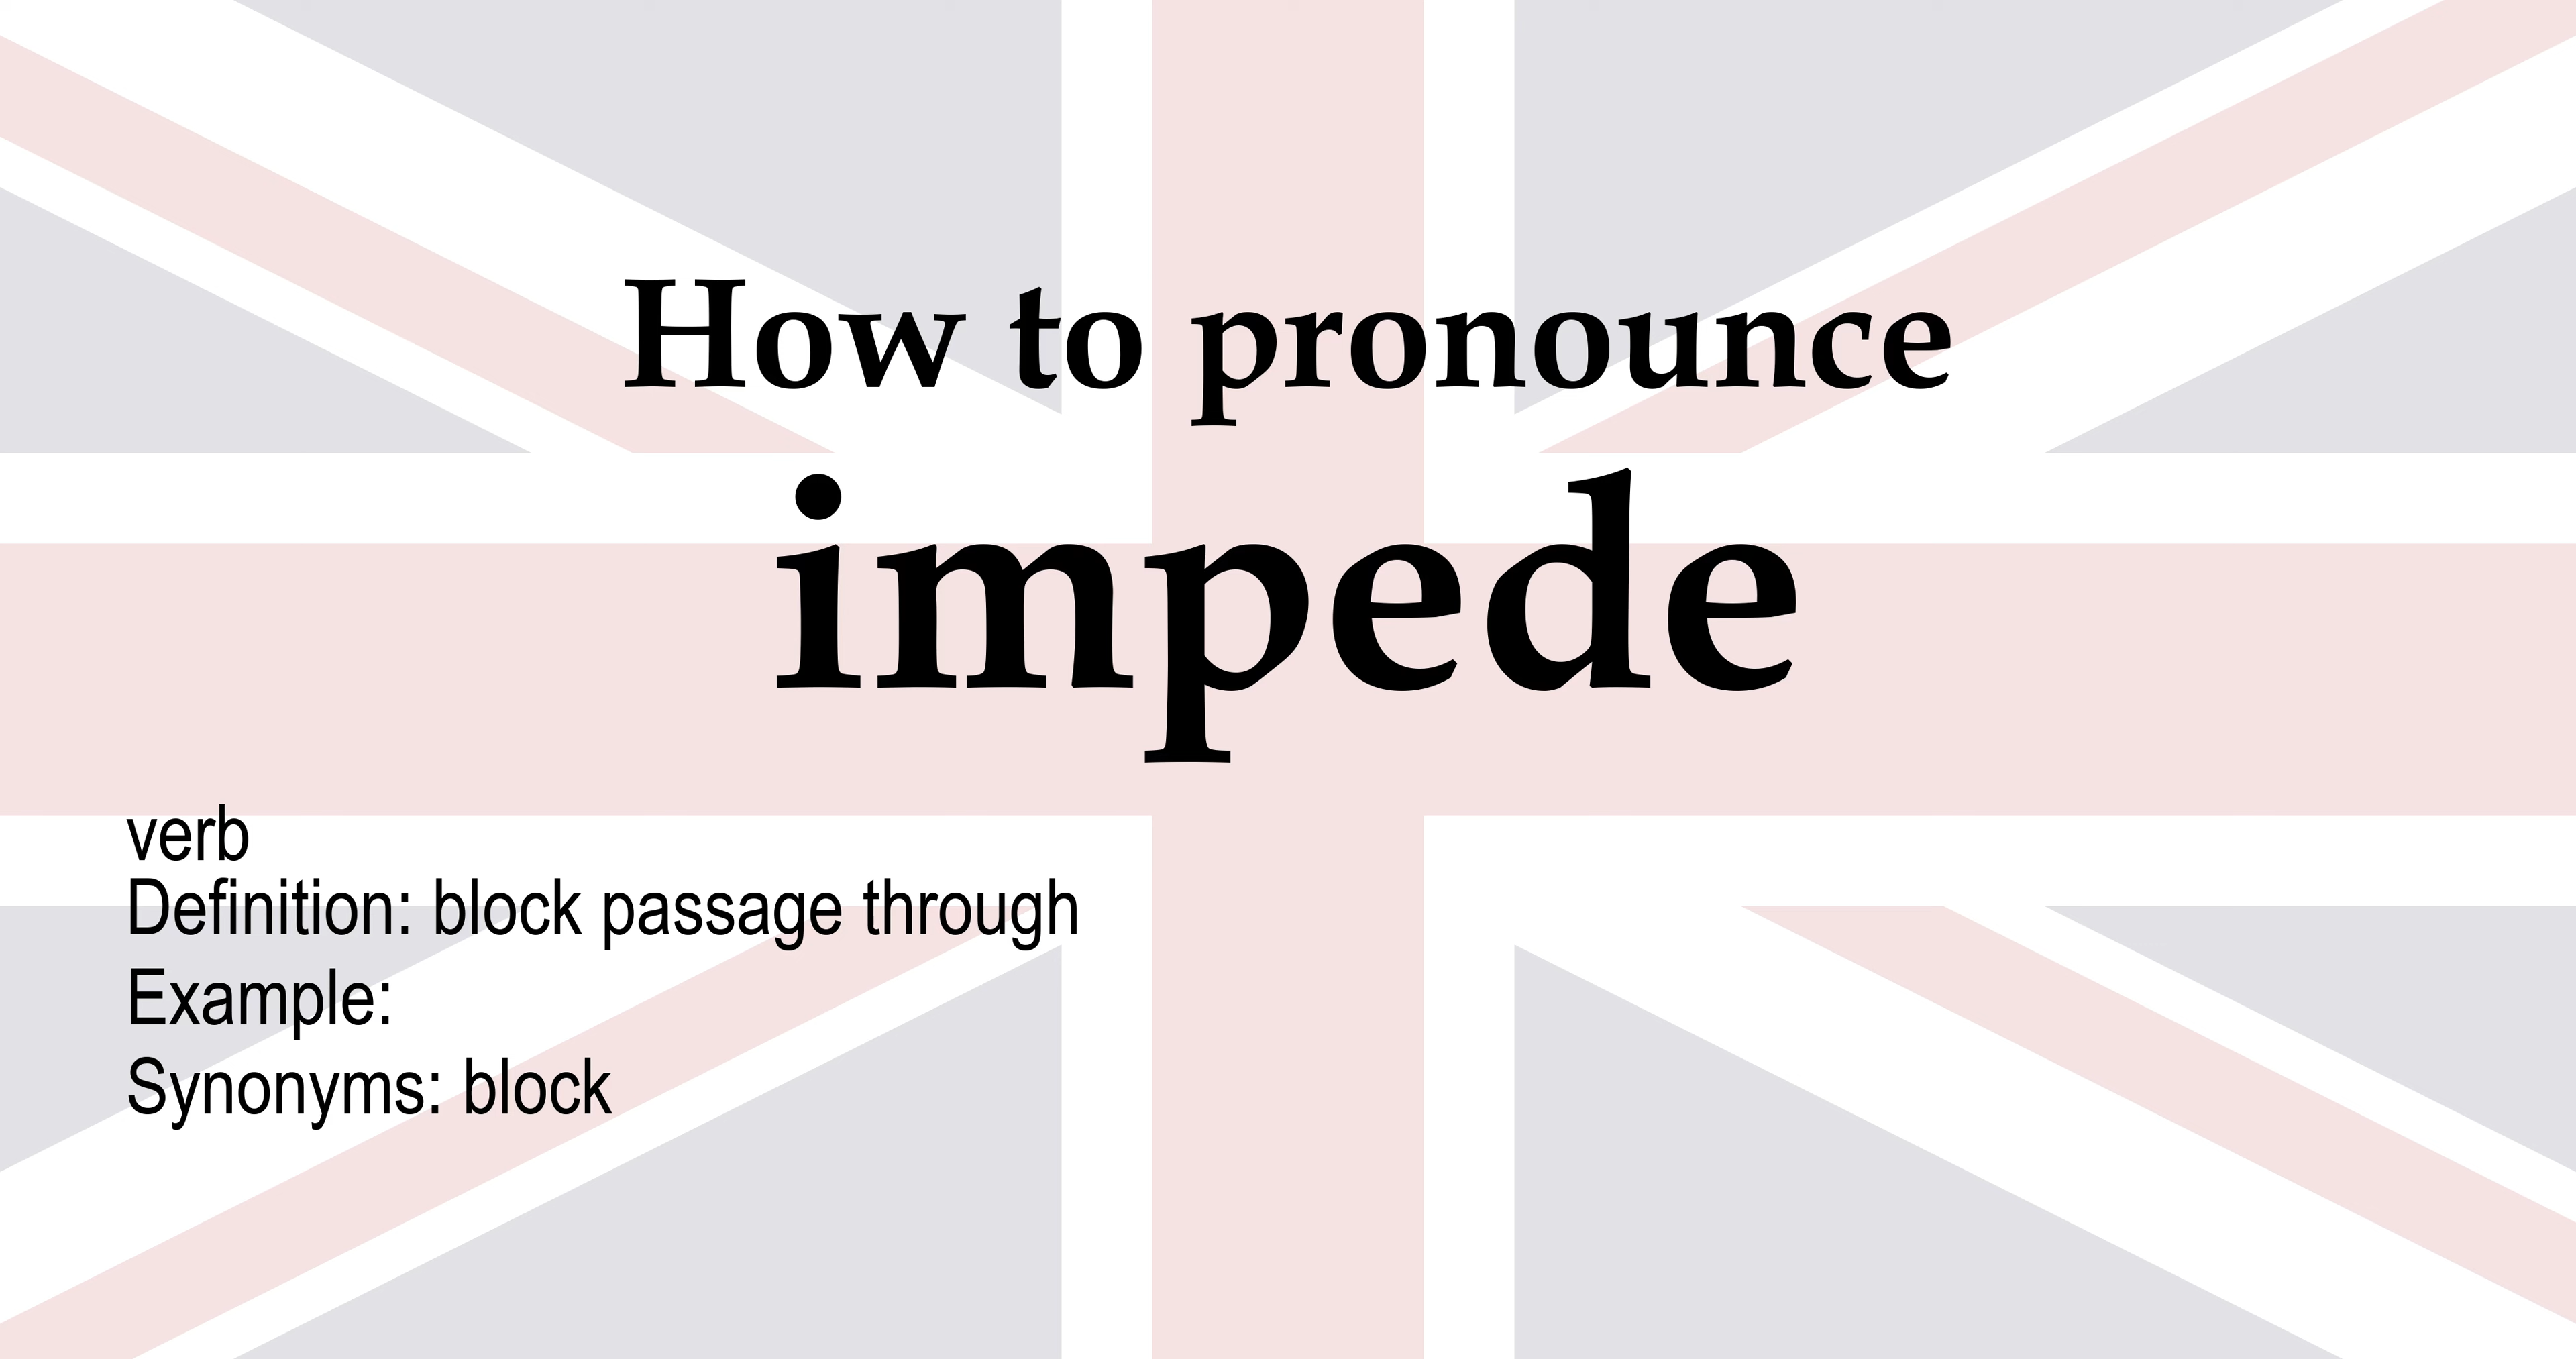 How to pronounce
impede
verb
Definition: block passage through
Example:
Synonyms: block